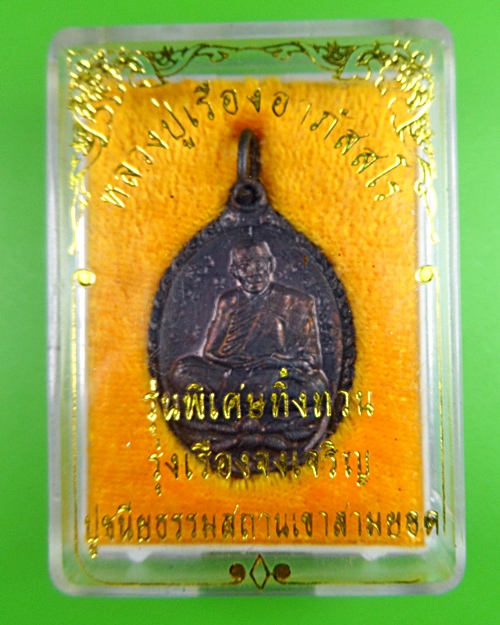 หลวงปู่เรืองอาภัสสโร
รุ่นพิเศษทิ้งทวน
รุ่งเรืองจงเจริญ
ปูชนียธรรมสถานเขาสามยอด